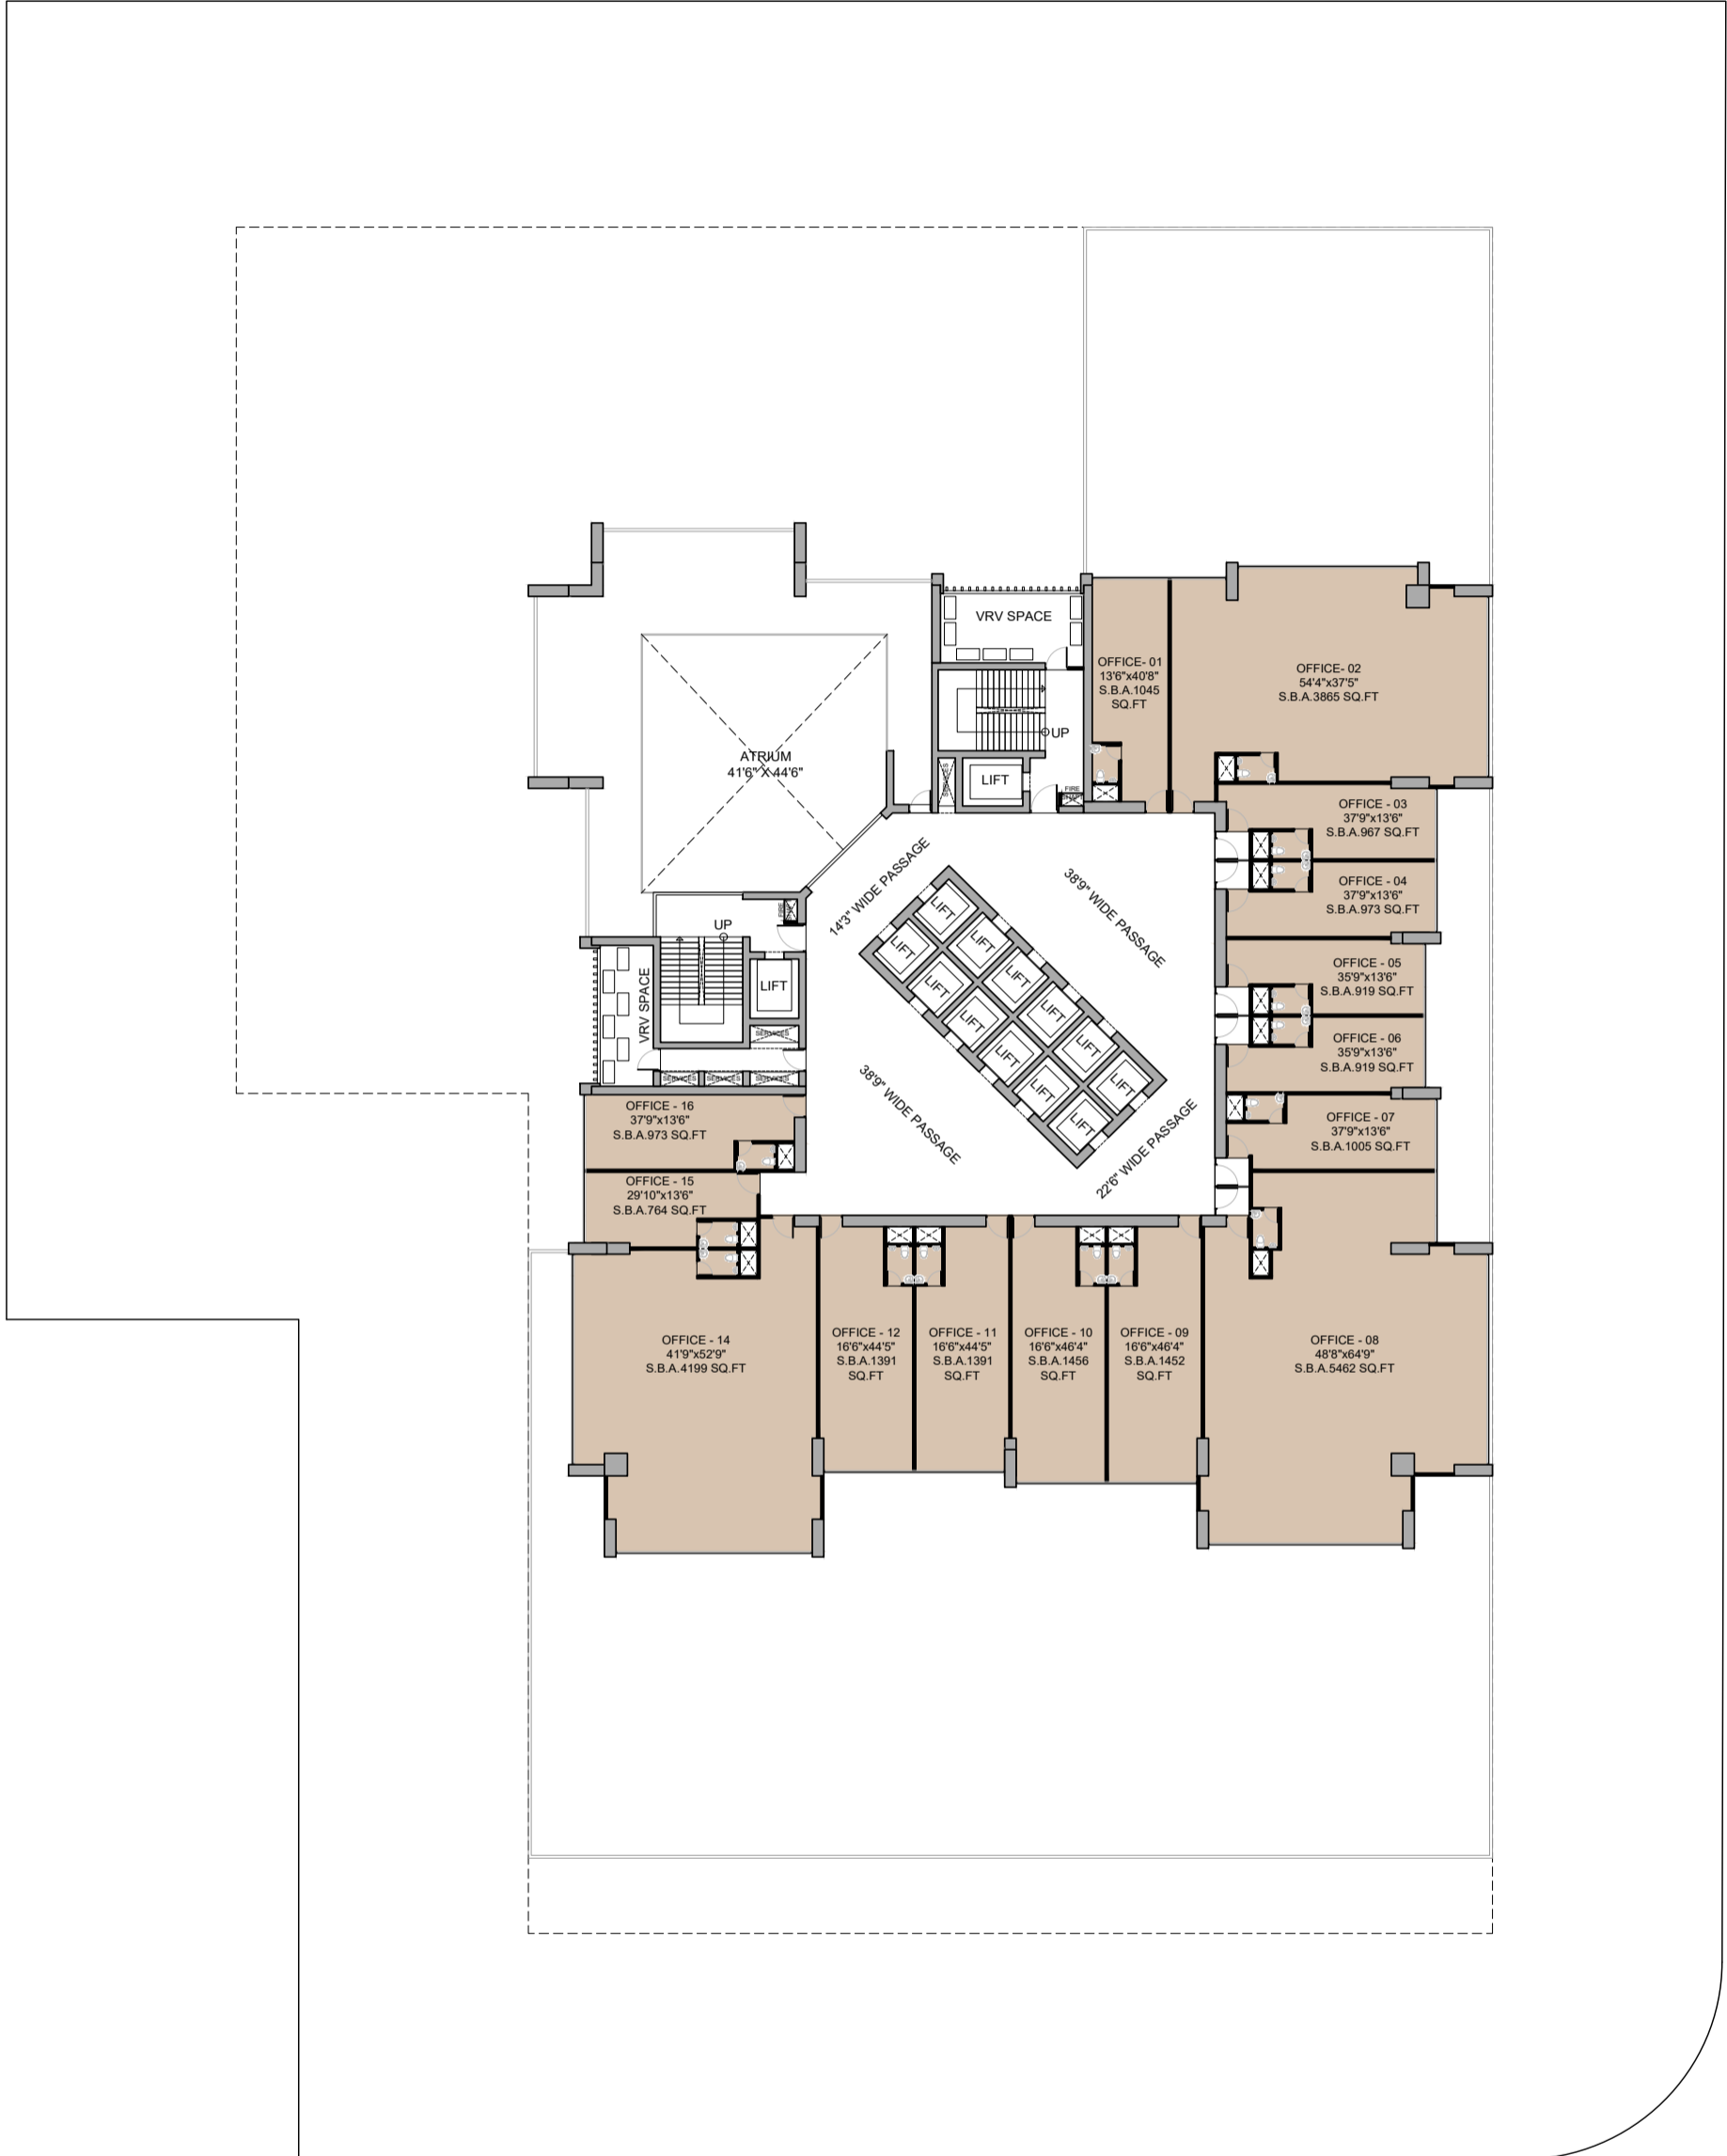 VRV SPACE
OFFICE- 01
13'6"x40'8"
S.B.A.1045
SQ.FT
OFFICE- 02
54'4"x37'5"
S.B.A.3865 SQ.FT
UP
ATRIUM
41'6" X 44'6"
SERVICES
LIFT
FIRE
OFFICE - 03
37'9"x13'6"
S.B.A.967 SQ.FT
OFFICE - 04
37'9"x13'6"
S.B.A.973 SQ.FT
14'3" WIDE PASSAGE
38'9" WIDE PASSAGE
FIRE
UP
LIFT
LIFT
LIFT
LIFT
LIFT
LIFT
LIFT
LIFT
LIFT
LIFT
LIFT
LIFT
LIFT
VRV SPACE
SERVICES
SERVICES
SERVICES
SERVICES
OFFICE - 05
35'9"x13'6"
S.B.A.919 SQ.FT
OFFICE - 06
35'9"x13'6"
S.B.A.919 SQ.FT
38'9" WIDE PASSAGE
22'6" WIDE PASSAGE
OFFICE - 16
37'9"x13'6"
S.B.A.973 SQ.FT
OFFICE - 07
37'9"x13'6"
S.B.A.1005 SQ.FT
OFFICE - 15
29'10"x13'6"
S.B.A.764 SQ.FT
OFFICE - 14
41'9"x52'9"
S.B.A.4199 SQ.FT
OFFICE - 12
16'6"x44'5"
S.B.A.1391
SQ.FT
OFFICE - 11
16'6"x44'5"
S.B.A.1391
SQ.FT
OFFICE - 10
16'6"x46'4"
S.B.A.1456
SQ.FT
OFFICE - 09
16'6"x46'4"
S.B.A.1452
SQ.FT
OFFICE - 08
48'8"x64'9"
S.B.A.5462 SQ.FT